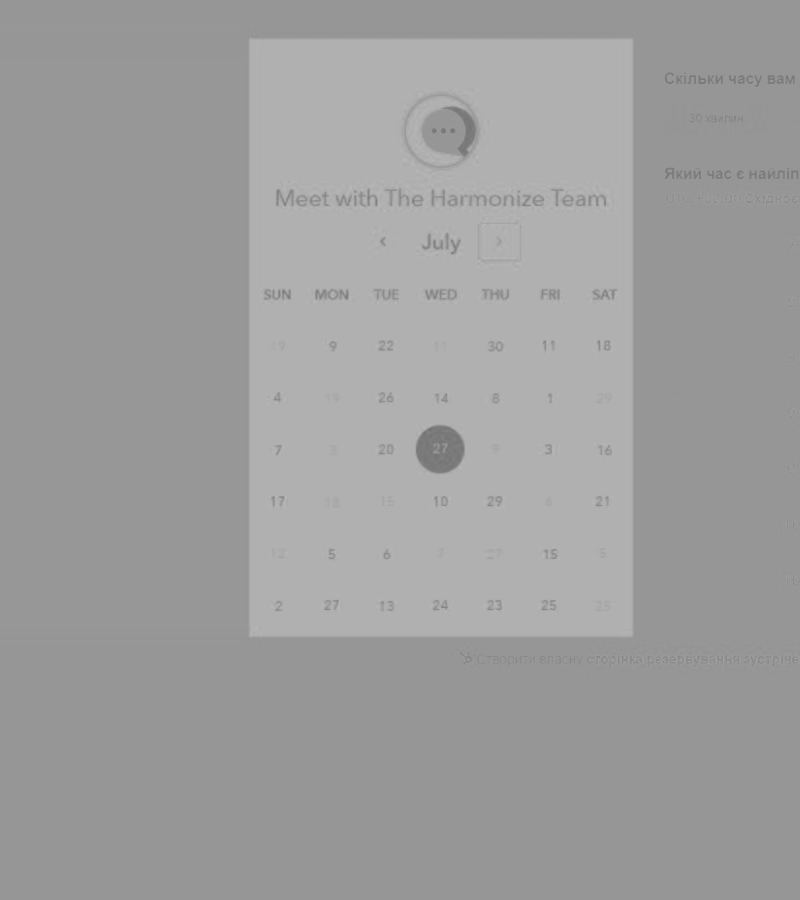 Meet with The Harmonize Team
July
SUN MON TUE WED THU FRI SAT
19 9 22 11 30 11 18
4 19 26 14 8 1 29
7 3 20 27 9 3 16
17 18 15 10 29 6 21
12 5 6 7 27 15 5
2 27 13 24 23 25 25
Скільки часу вам
30 хвилин
Який час є найліп
Створити власну сторінка резервування зустріче